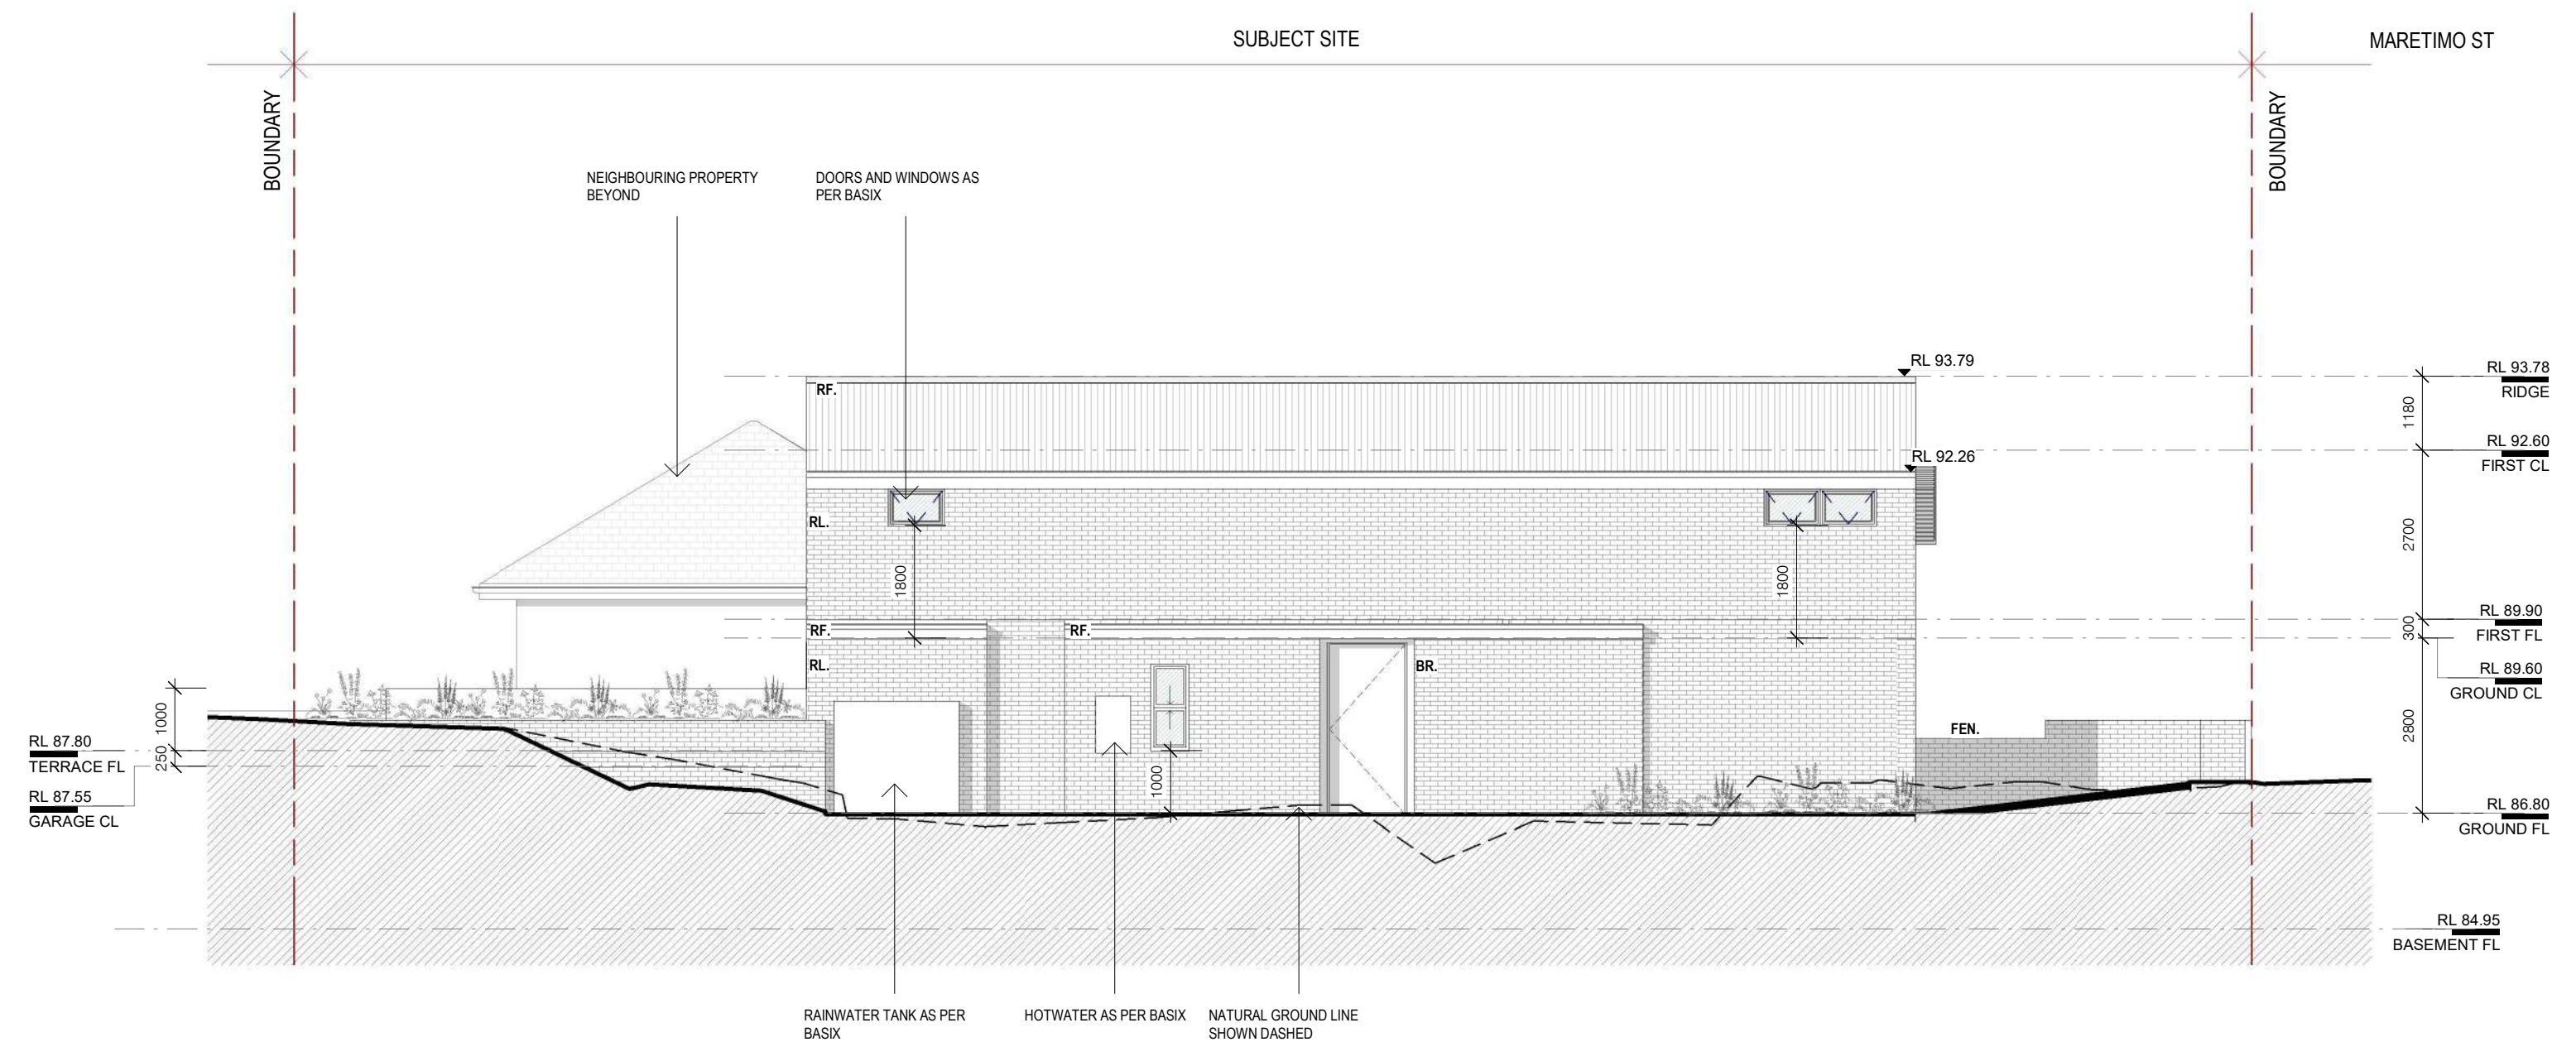 SUBJECT SITE
MARETIMO ST
BOUNDARY
BOUNDARY
NEIGHBOURING PROPERTY
BEYOND
DOORS AND WINDOWS AS
PER BASIX
RL 93.79
RL 93.78
RIDGE
RF.
1180
RL 92.60
FIRST CL
RL 92.26
RL.
2700
1800
1800
RL 89.90
FIRST FL
RF.
RF.
300
RL 89.60
GROUND CL
RL.
BR.
1000
FEN.
2800
RL 87.80
TERRACE FL
250
1000
RL 87.55
GARAGE CL
RL 86.80
GROUND FL
RL 84.95
BASEMENT FL
RAINWATER TANK AS PER
BASIX
HOTWATER AS PER BASIX
NATURAL GROUND LINE
SHOWN DASHED